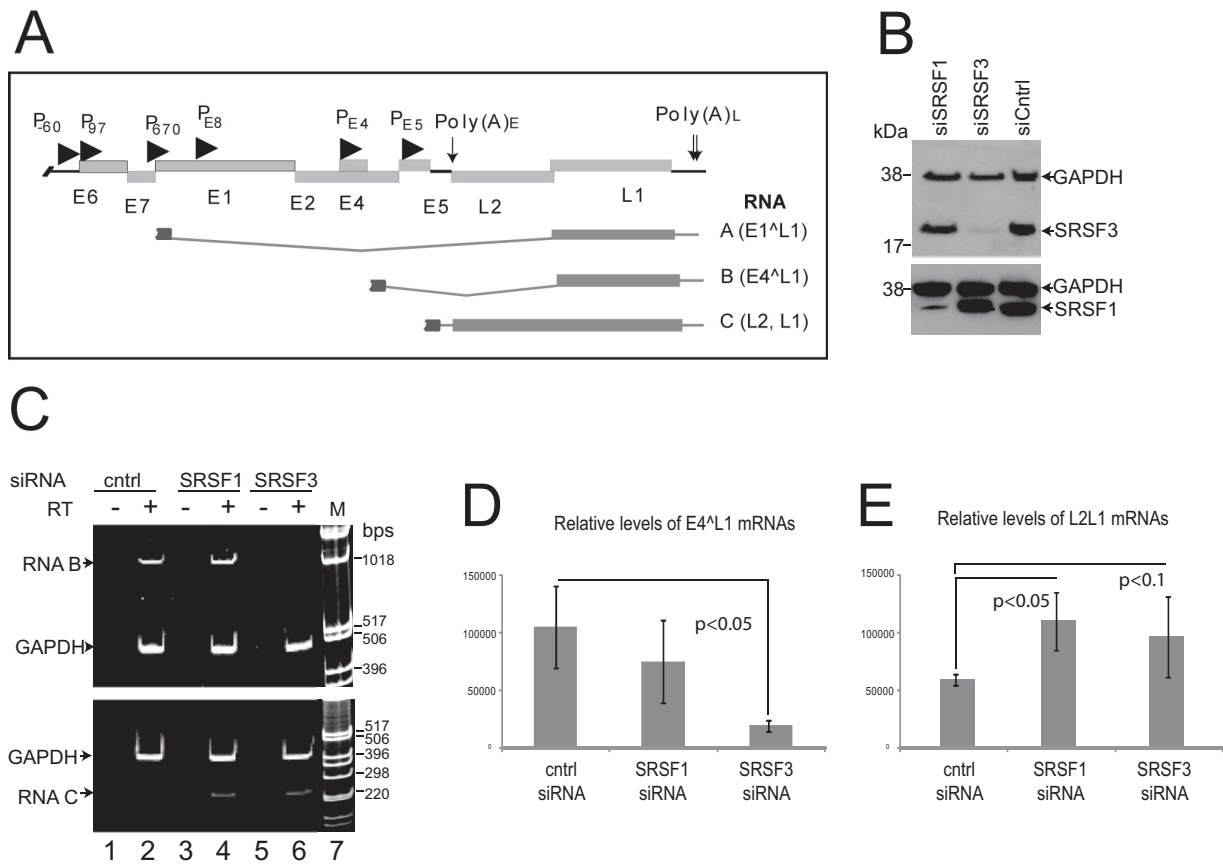 A
P-60 P97 P670 PE8 PE4 PE5 Poly(A)E Poly(A)L
E6 E7 E1 E2 E4 E5 L2 L1
RNA
A (E1^L1)
B (E4^L1)
C (L2, L1)
B
siSRSF1 siSRSF3 siCntrl
kDa
38 GAPDH
SRSF3
17
38 GAPDH
SRSF1
C
siRNA cntrl SRSF1 SRSF3
RT - + - + - + M
bps
RNA B 1018
517
GAPDH 506
396
517
506
GAPDH 396
298
RNA C 220
1 2 3 4 5 6 7
D
Relative levels of E4^L1 mRNAs
150000
p<0.05
100000
50000
0
cntrl siRNA
SRSF1 siRNA
SRSF3 siRNA
E
Relative levels of L2L1 mRNAs
150000
p<0.05
p<0.1
100000
50000
0
cntrl siRNA
SRSF1 siRNA
SRSF3 siRNA